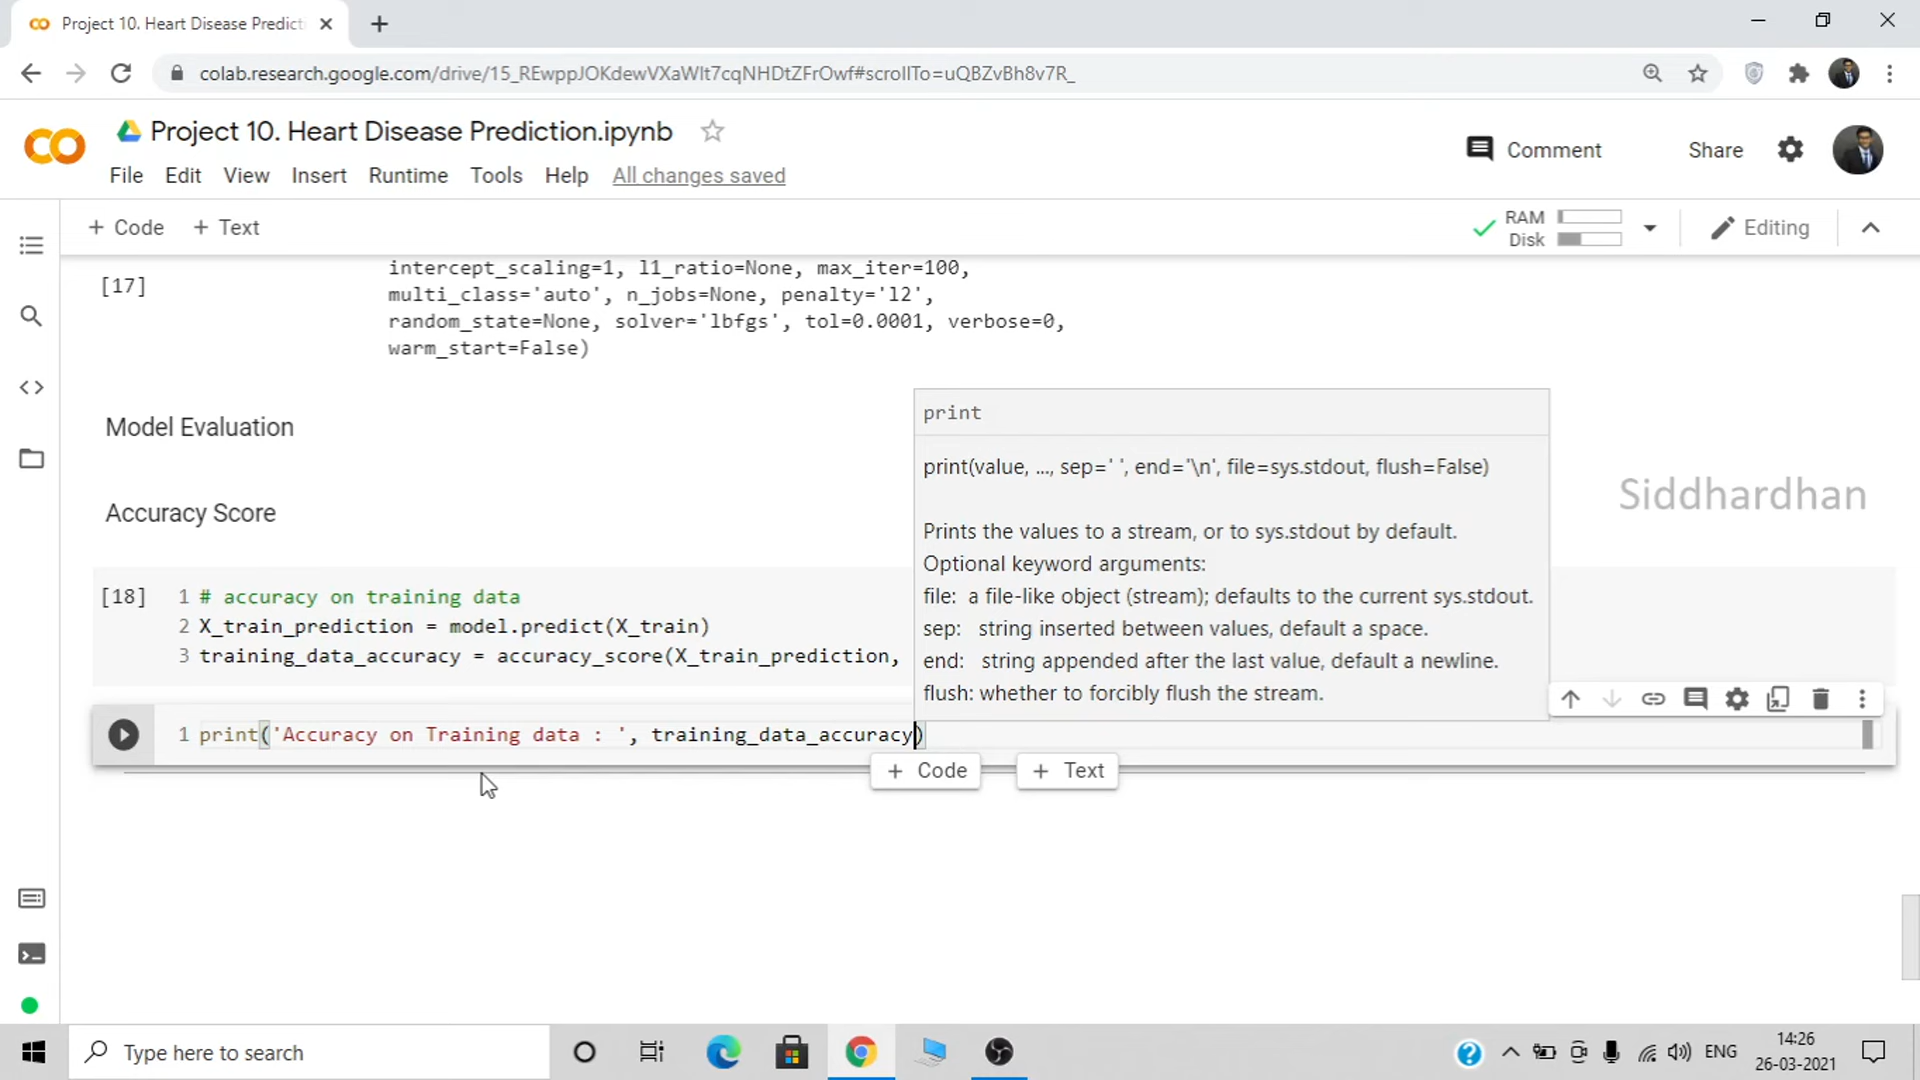 Project 10. Heart Disease Predict
colab.research.google.com/drive/15_REwppJOKdewVXaWIt7cqNHDtZFrOwf#scrollTo=uQBZvBh8v7R_
Project 10. Heart Disease Prediction.ipynb
Comment
Share
File Edit View Insert Runtime Tools Help All changes saved
+ Code + Text
RAM
Disk
Editing
[17]
intercept_scaling=1, l1_ratio=None, max_iter=100,
multi_class='auto', n_jobs=None, penalty='l2',
random_state=None, solver='lbfgs', tol=0.0001, verbose=0,
warm_start=False)
Model Evaluation
Accuracy Score
print
print(value, ..., sep=' ', end='\n', file=sys.stdout, flush=False)
Prints the values to a stream, or to sys.stdout by default.
Optional keyword arguments:
file: a file-like object (stream); defaults to the current sys.stdout.
sep: string inserted between values, default a space.
end: string appended after the last value, default a newline.
flush: whether to forcibly flush the stream.
Siddhardhan
[18] 1 # accuracy on training data
2 X_train_prediction = model.predict(X_train)
3 training_data_accuracy = accuracy_score(X_train_prediction,
1 print('Accuracy on Training data : ', training_data_accuracy)
+ Code + Text
Type here to search
ENG
14:26
26-03-2021